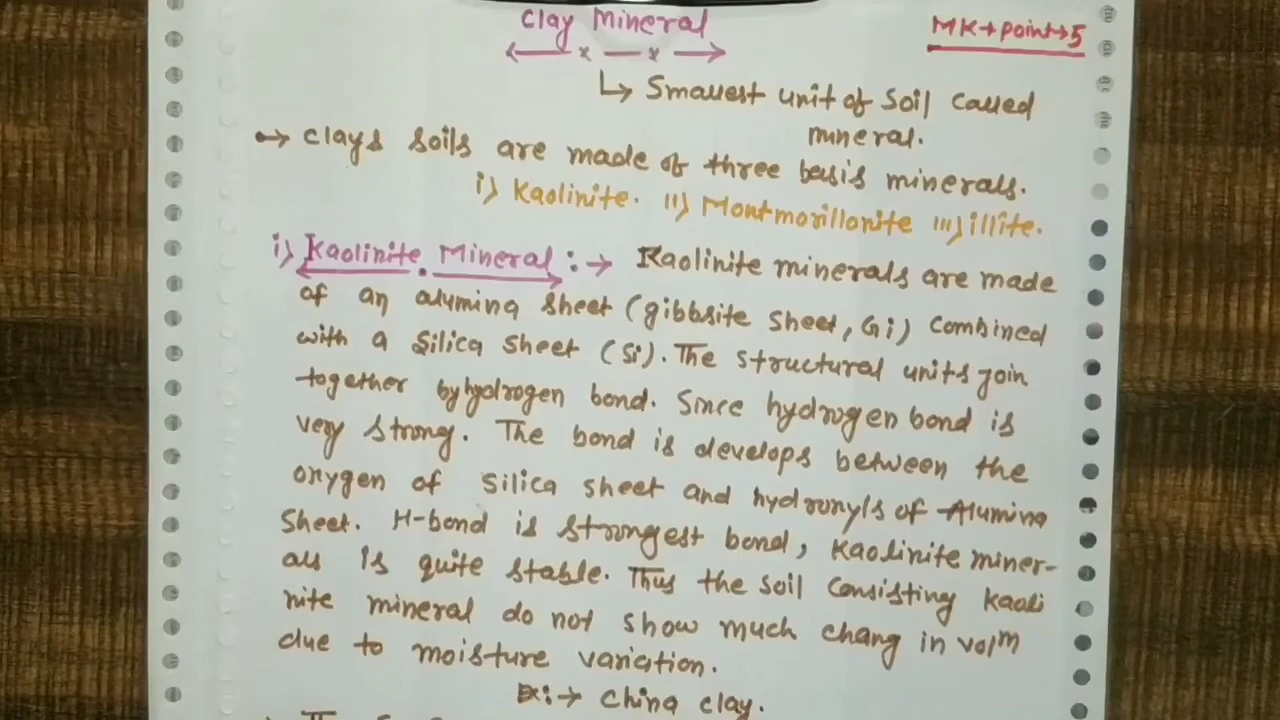 Clay Mineral
MK→point→5
↳ Smallest unit of Soil Called
mineral.
→ Clays soils are made of three basis minerals.
i) Kaolinite. ii) Montmorillonite iii) illite.
i) Kaolinite Mineral :→ Kaolinite minerals are made
of an alumina sheet (gibbsite sheet, Gi) Combined
with a Silica sheet (Si). The structural units join
together by hydrogen bond. Since hydrogen bond is
very strong. The bond is develops between the
oxygen of silica sheet and hydroxyls of Alumina
Sheet. H-bond is strongest bond, Kaolinite miner-
als is quite stable. Thus the soil Consisting kaoli
nite mineral do not show much chang in volm
due to moisture variation.
Ex:→ China clay.